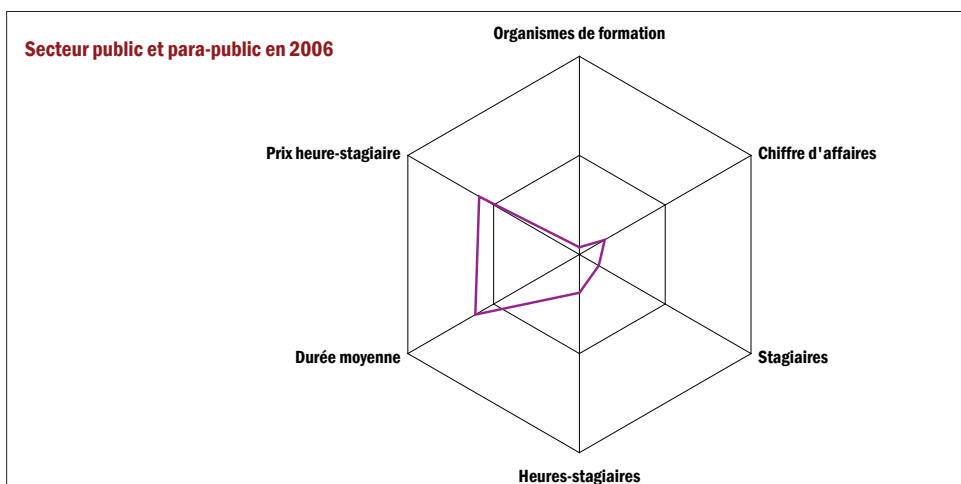 Secteur public et para-public en 2006
Organismes de formation
Prix heure-stagiaire
Chiffre d'affaires
Durée moyenne
Stagiaires
Heures-stagiaires